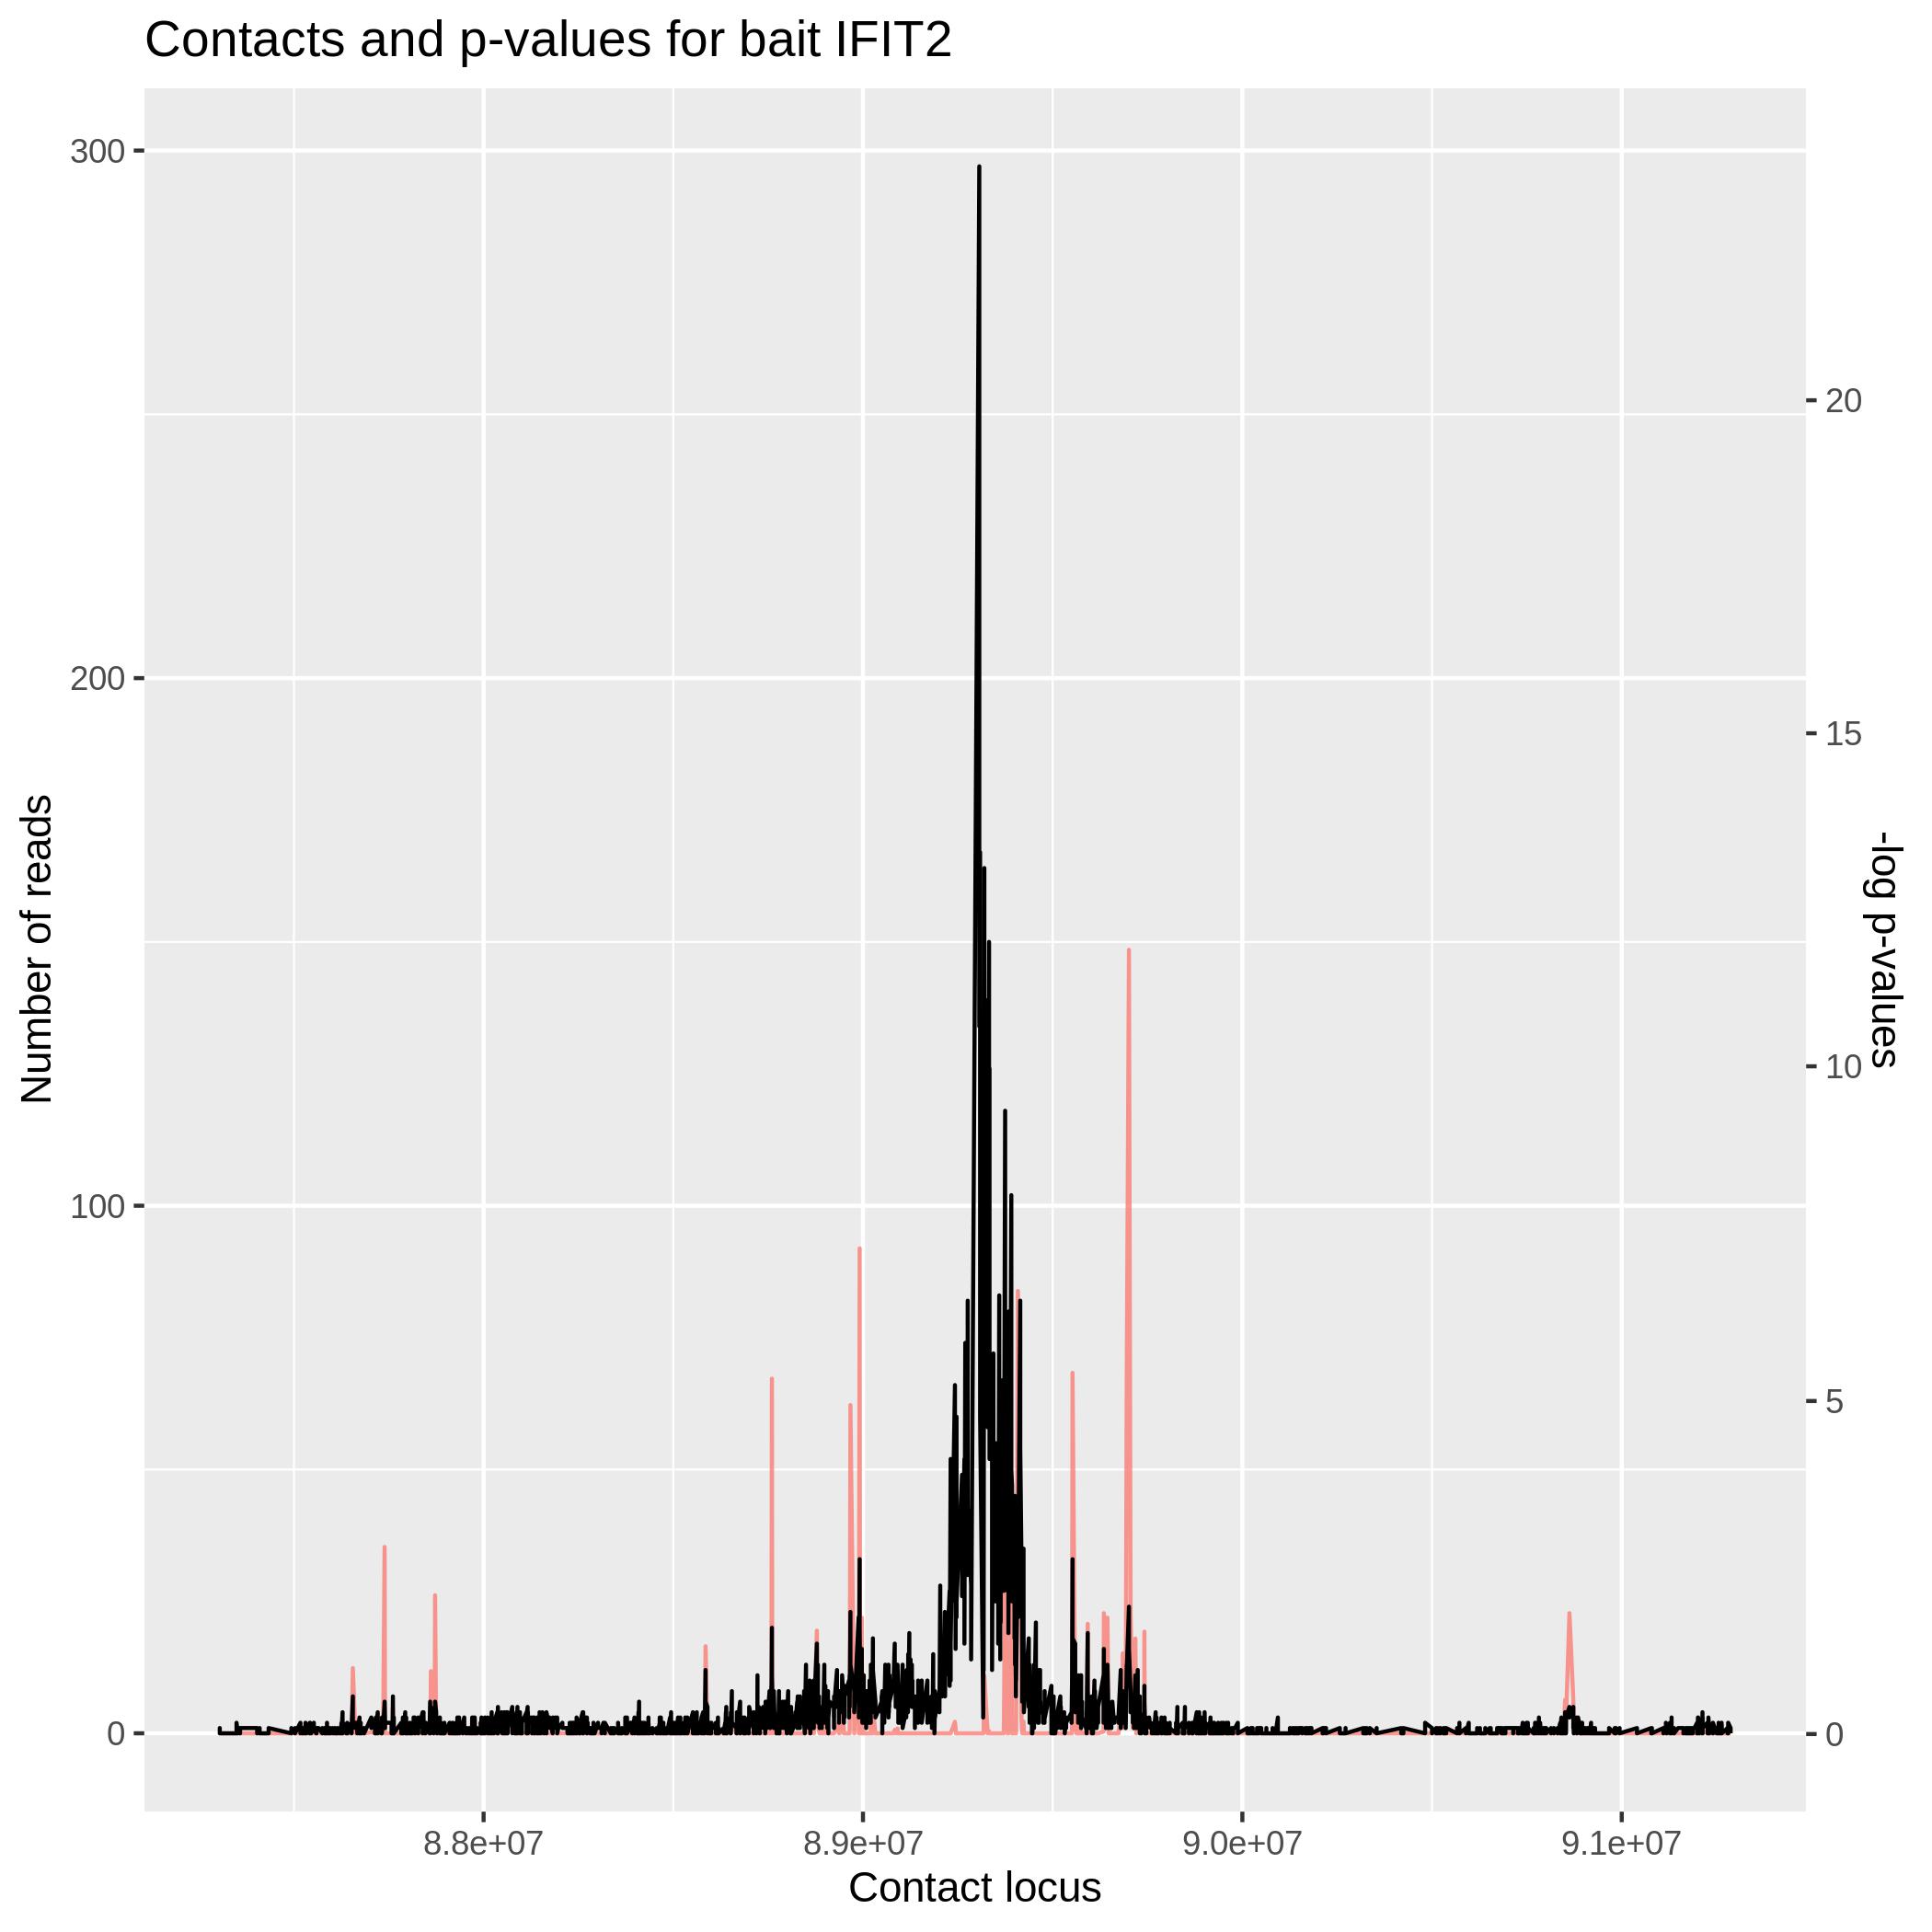 Contacts and p-values for bait IFIT2
300
200
100
0
Number of reads
20
15
10
5
0
-log p-values
8.8e+07
8.9e+07
9.0e+07
9.1e+07
Contact locus